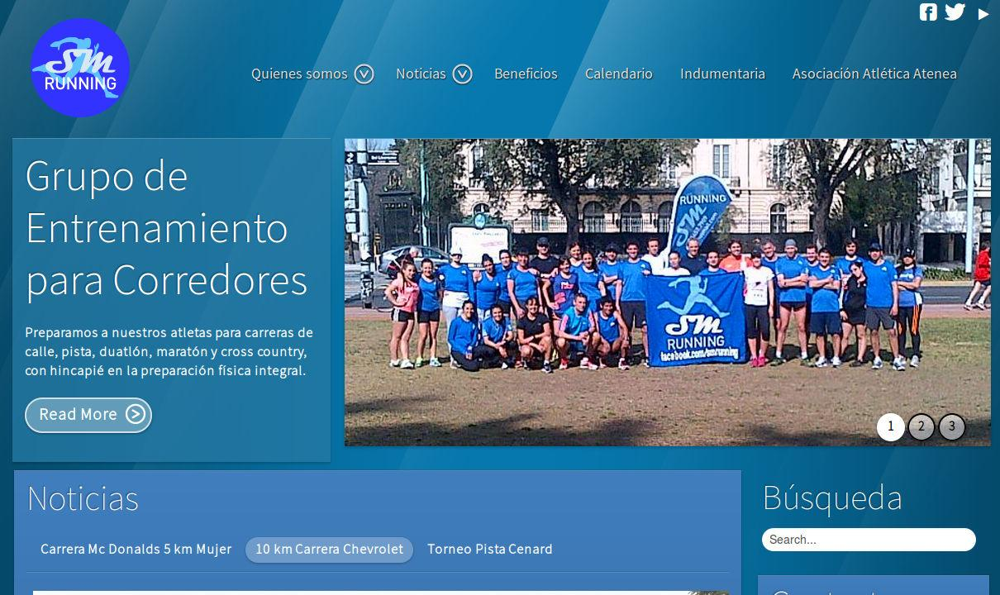 SM
RUNNING
Quienes somos
Noticias
Beneficios
Calendario
Indumentaria
Asociación Atlética Atenea
Grupo de
Entrenamiento
para Corredores
Preparamos a nuestros atletas para carreras de
calle, pista, duatlón, maratón y cross country,
con hincapié en la preparación física integral.
Read More
RUNNING
SM
SM
RUNNING
facebook.com/smrunning
1 2 3
Noticias
Carrera Mc Donalds 5 km Mujer
10 km Carrera Chevrolet
Torneo Pista Cenard
Búsqueda
Search...